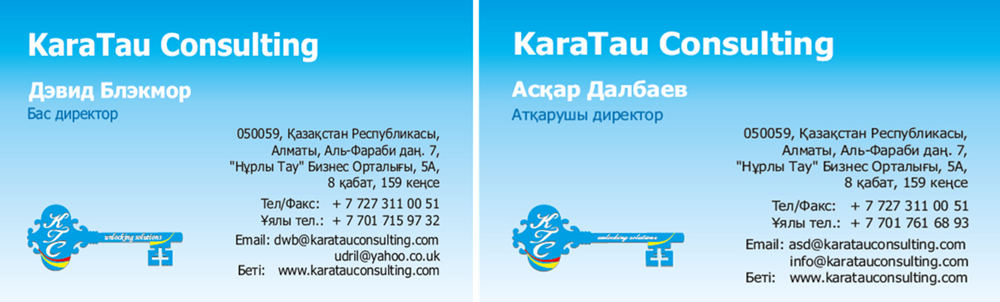 KaraTau Consulting
Дэвид Блэкмор
Бас директор
050059, Қазақстан Республикасы,
Алматы, Аль-Фараби даң. 7,
"Нұрлы Тау" Бизнес Орталығы, 5А,
8 қабат, 159 кеңсе
Тел/Факс: + 7 727 311 00 51
Ұялы тел.: + 7 701 715 97 32
Email: dwb@karatauconsulting.com
udril@yahoo.co.uk
Беті: www.karatauconsulting.com
KTC
unlocking solutions
KaraTau Consulting
Асқар Далбаев
Атқарушы директор
050059, Қазақстан Республикасы,
Алматы, Аль-Фараби даң. 7,
"Нұрлы Тау" Бизнес Орталығы, 5А,
8 қабат, 159 кеңсе
Тел/Факс: + 7 727 311 00 51
Ұялы тел.: + 7 701 761 68 93
Email: asd@karatauconsulting.com
info@karatauconsulting.com
Беті: www.karatauconsulting.com
KTC
unlocking solutions